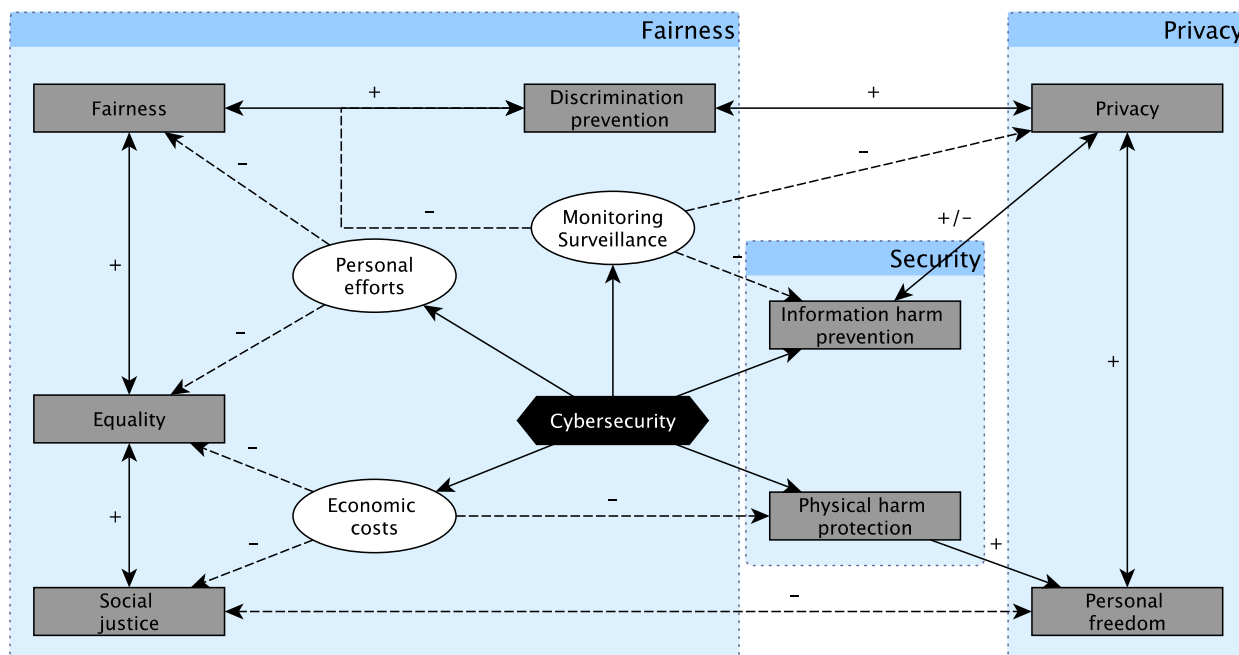 Fairness
Privacy
Fairness
+
Discrimination
prevention
+
Privacy
–
–
Monitoring
Surveillance
–
+/–
Personal
efforts
–
Security
+
Information harm
prevention
–
+
Equality
Cybersecurity
–
Economic
costs
–
Physical harm
protection
+
–
+
Social
justice
–
Personal
freedom